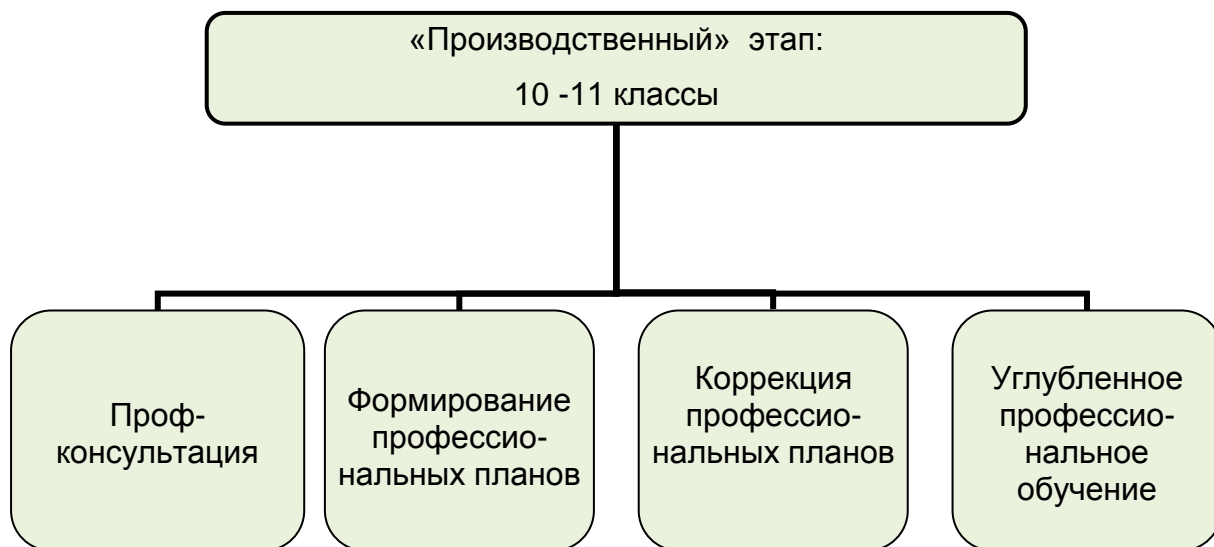 «Производственный» этап:
10 -11 классы
Проф-
консультация
Формирование
профессио-
нальных планов
Коррекция
профессио-
нальных планов
Углубленное
профессио-
нальное
обучение